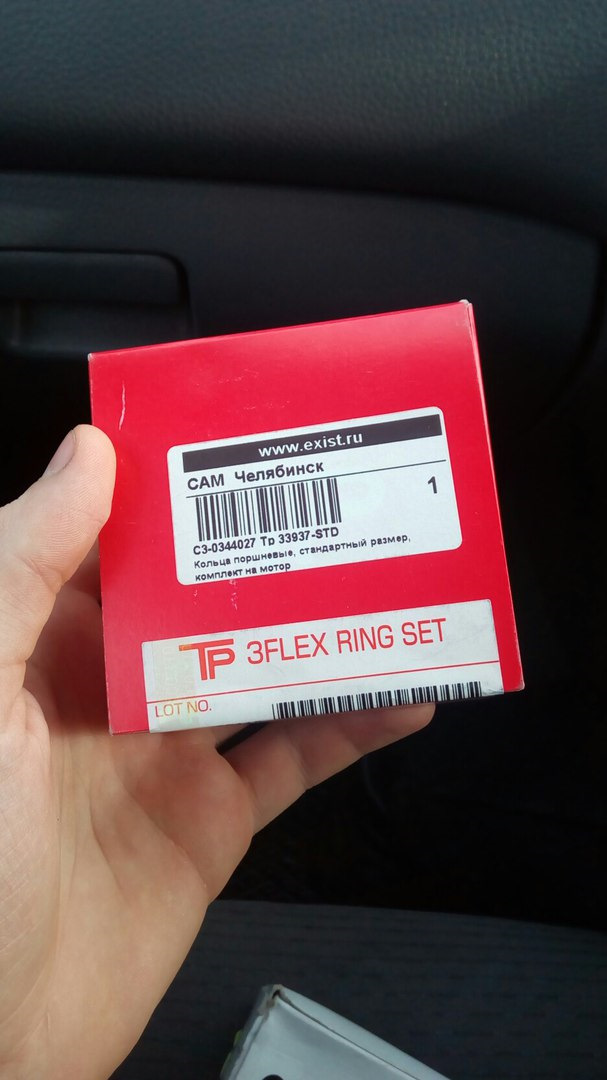 www.exist.ru
САМ Челябинск
1
C3-0344027 Tp 33937-STD
Кольца поршневые, стандартный размер,
комплект на мотор
TP 3FLEX RING SET
LOT NO.